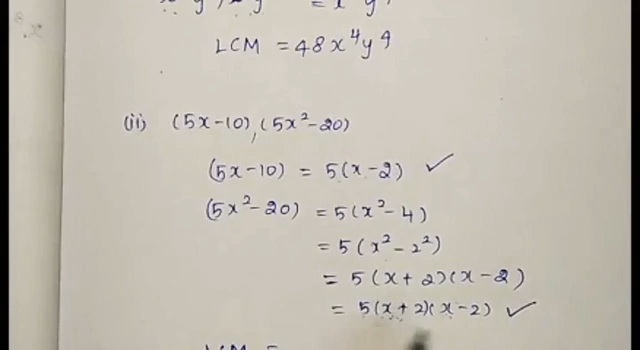 LCM = 48x⁴y⁴
(ii) (5x-10), (5x²-20)
(5x-10) = 5(x-2) ✓
(5x²-20) = 5(x²-4)
= 5(x²-2²)
= 5(x+2)(x-2)
= 5(x+2)(x-2) ✓